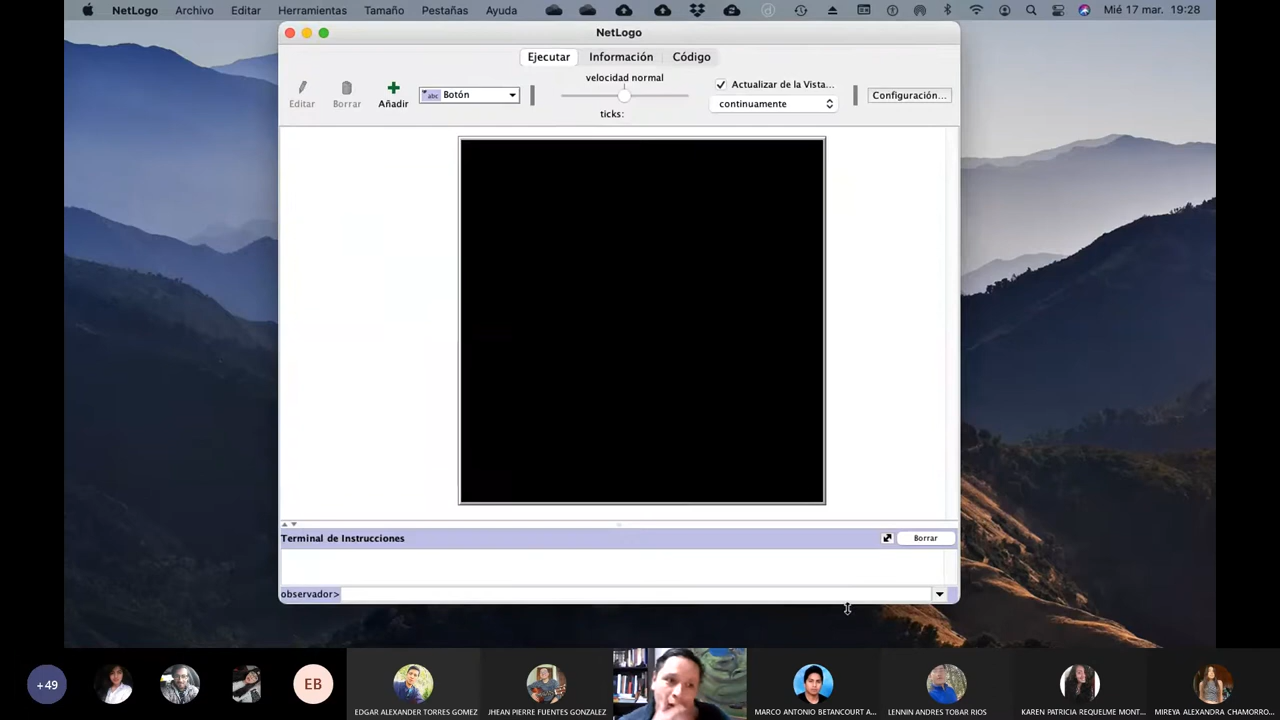 NetLogo Archivo Editar Herramientas Tamaño Pestañas Ayuda Mié 17 mar. 19:28
NetLogo
Ejecutar Información Código
velocidad normal
Actualizar de la Vista...
Editar Borrar Añadir abc Botón
continuamente
Configuración...
ticks:
Terminal de Instrucciones Borrar
observador>
+49
EB
EDGAR ALEXANDER TORRES GOMEZ
JHEAN PIERRE FUENTES GONZALEZ
MARCO ANTONIO BETANCOURT A...
LENNIN ANDRES TOBAR RIOS
KAREN PATRICIA REQUELME MONT...
MIREYA ALEXANDRA CHAMORRO...